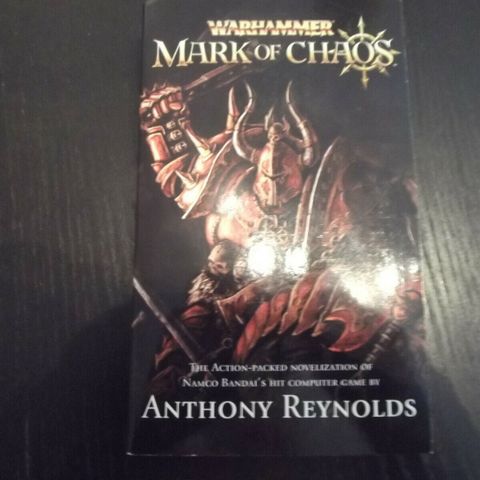 WARHAMMER
MARK OF CHAOS
THE ACTION-PACKED NOVELIZATION OF
NAMCO BANDAI'S HIT COMPUTER GAME BY
ANTHONY REYNOLDS